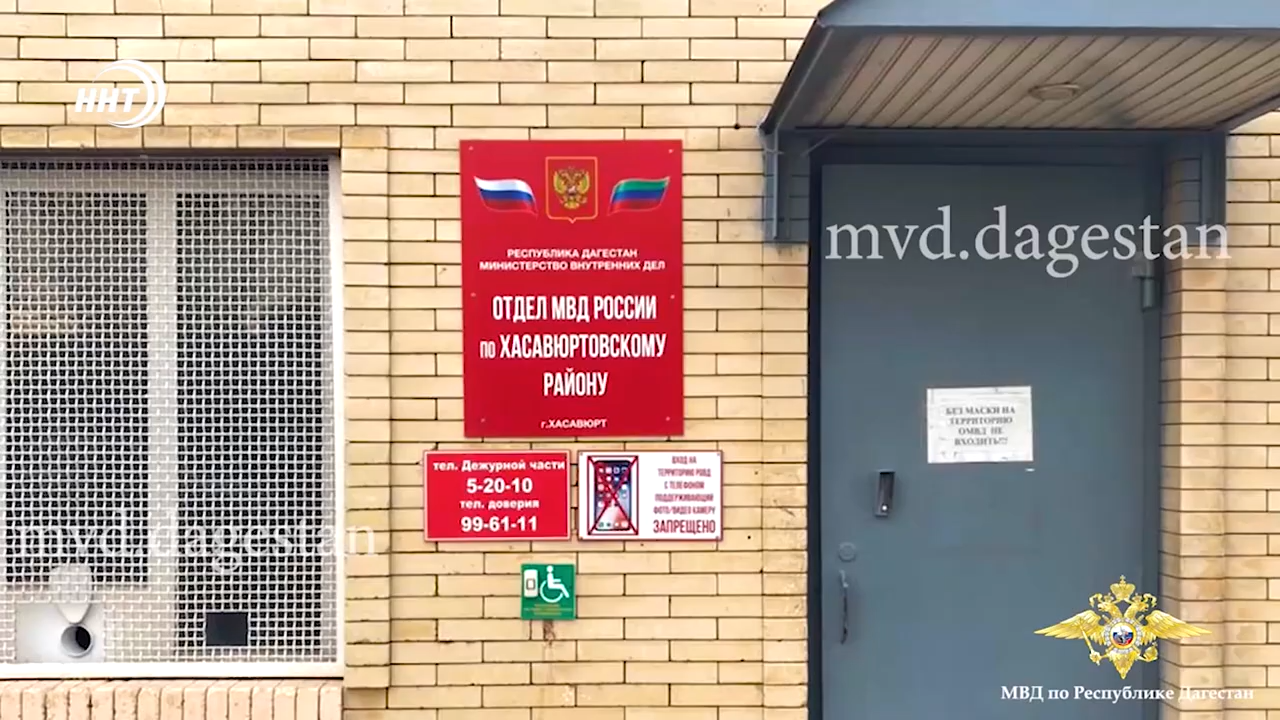 ННТ
РЕСПУБЛИКА ДАГЕСТАН
МИНИСТЕРСТВО ВНУТРЕННИХ ДЕЛ
ОТДЕЛ МВД РОССИИ
по ХАСАВЮРТОВСКОМУ
РАЙОНУ
г.ХАСАВЮРТ
тел. Дежурной части
5-20-10
тел. доверия
99-61-11
ВХОД НА
ТЕРРИТОРИЮ РОВД
С ТЕЛЕФОНОМ
ПОДДЕРЖИВАЮЩИЙ
ФОТО/ВИДЕО КАМЕРУ
ЗАПРЕЩЕНО
mvd.dagestan
БЕЗ МАСКИ НА
ТЕРРИТОРИЮ
ОМВД НЕ
ВХОДИТЬ!!!
mvd.dagestan
МВД по Республике Дагестан